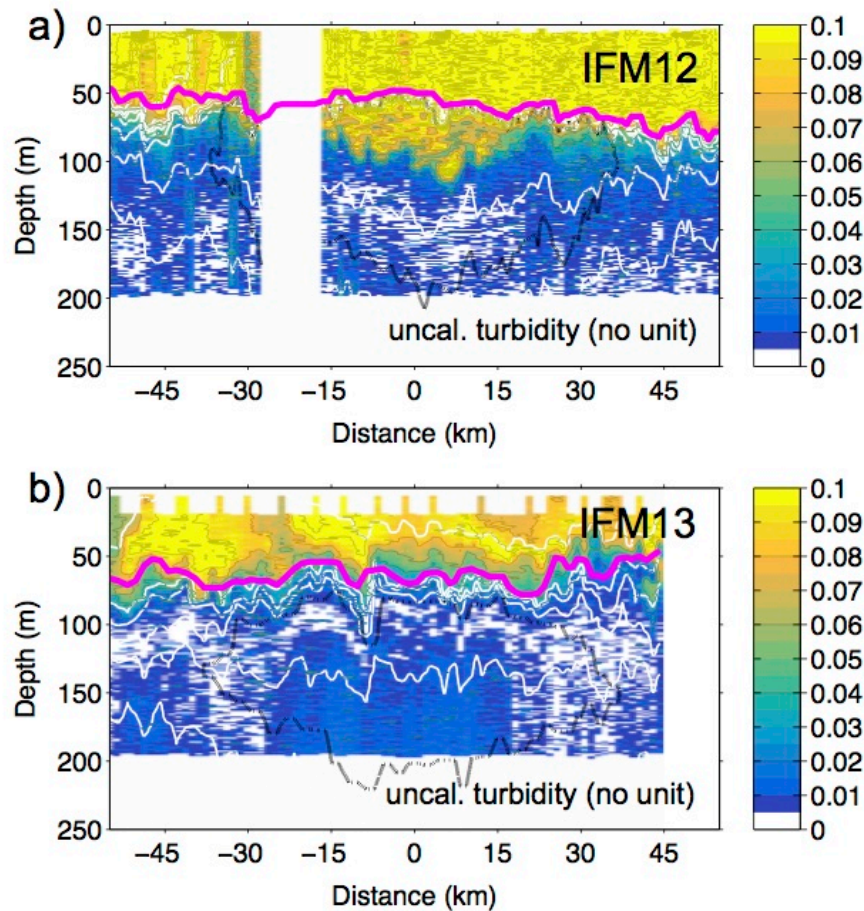 a)
IFM12
0
50
100
150
200
250
Depth (m)
uncal. turbidity (no unit)
−45 −30 −15 0 15 30 45
Distance (km)
0.1
0.09
0.08
0.07
0.06
0.05
0.04
0.03
0.02
0.01
0
b)
IFM13
0
50
100
150
200
250
Depth (m)
uncal. turbidity (no unit)
−45 −30 −15 0 15 30 45
Distance (km)
0.1
0.09
0.08
0.07
0.06
0.05
0.04
0.03
0.02
0.01
0